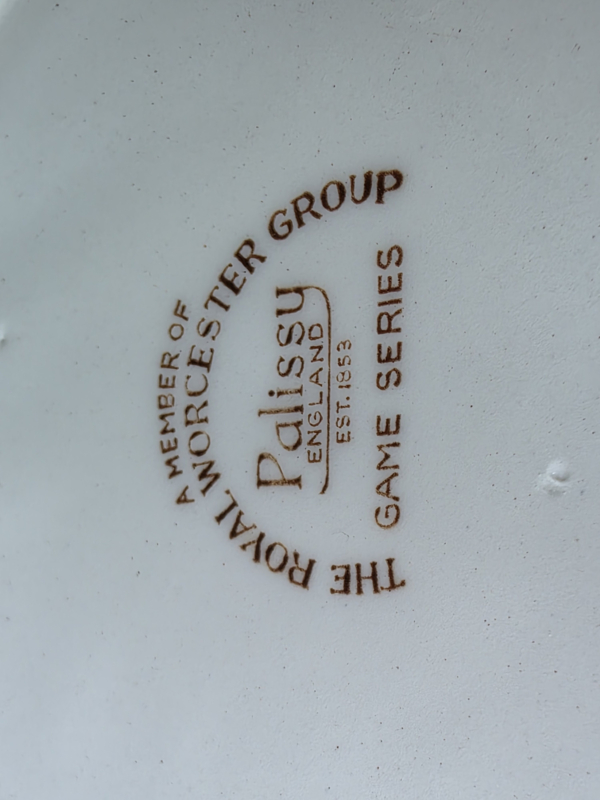 A MEMBER OF
THE ROYAL WORCESTER GROUP
Palissy
ENGLAND
EST. 1853
GAME SERIES